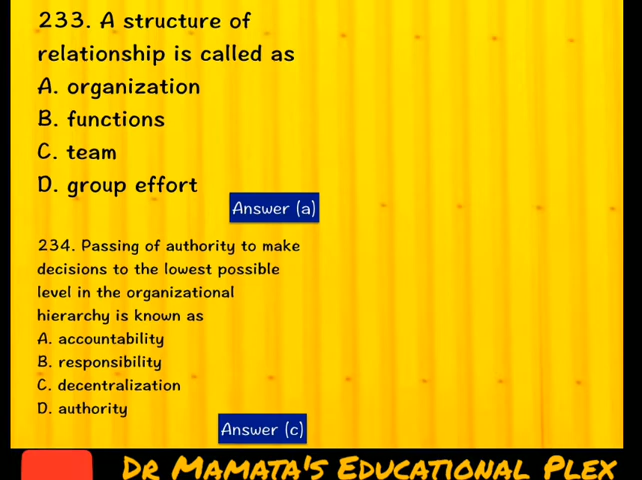 233. A structure of
relationship is called as
A. organization
B. functions
C. team
D. group effort
Answer (a)
234. Passing of authority to make
decisions to the lowest possible
level in the organizational
hierarchy is known as
A. accountability
B. responsibility
C. decentralization
D. authority
Answer (c)
DR MAMATA'S EDUCATIONAL PLEX